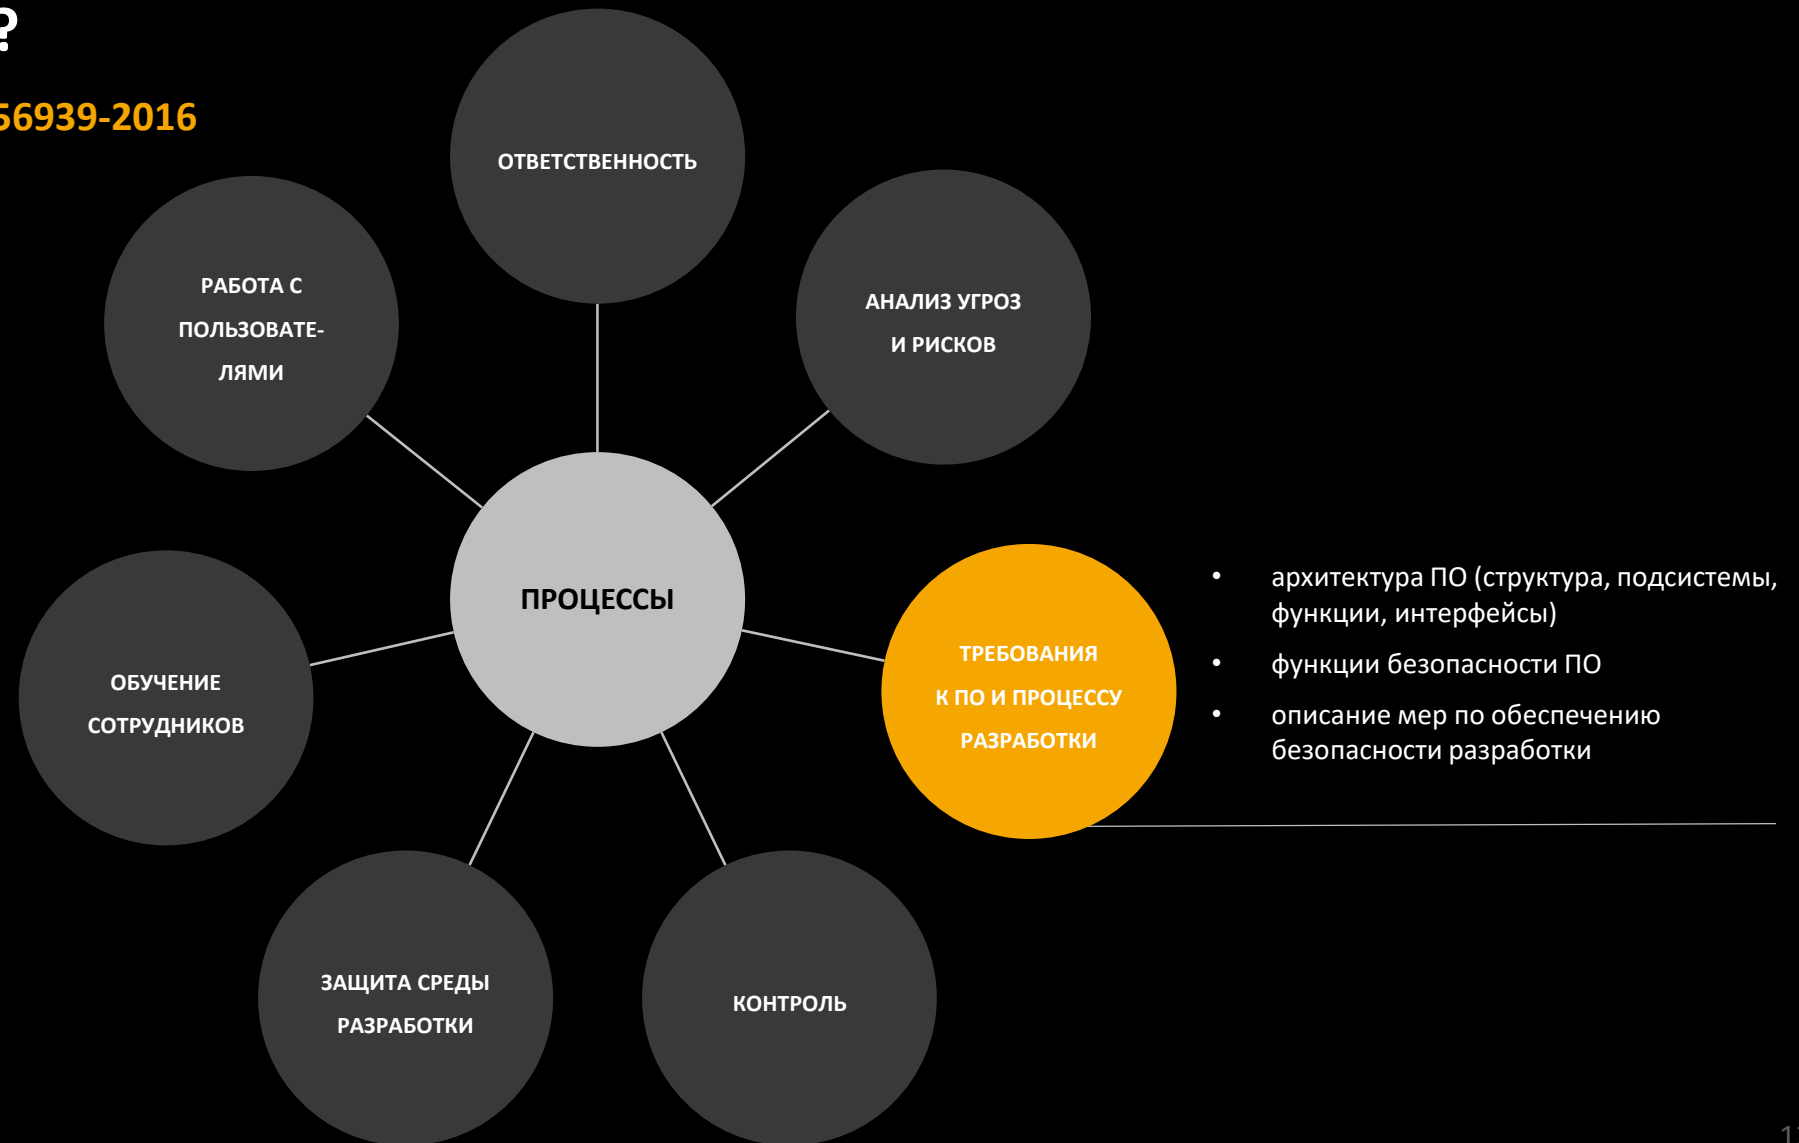 ?
56939-2016
ОТВЕТСТВЕННОСТЬ
РАБОТА С
ПОЛЬЗОВАТЕ-
ЛЯМИ
АНАЛИЗ УГРОЗ
И РИСКОВ
ПРОЦЕССЫ
ТРЕБОВАНИЯ
К ПО И ПРОЦЕССУ
РАЗРАБОТКИ
• архитектура ПО (структура, подсистемы,
функции, интерфейсы)
• функции безопасности ПО
• описание мер по обеспечению
безопасности разработки
ОБУЧЕНИЕ
СОТРУДНИКОВ
ЗАЩИТА СРЕДЫ
РАЗРАБОТКИ
КОНТРОЛЬ